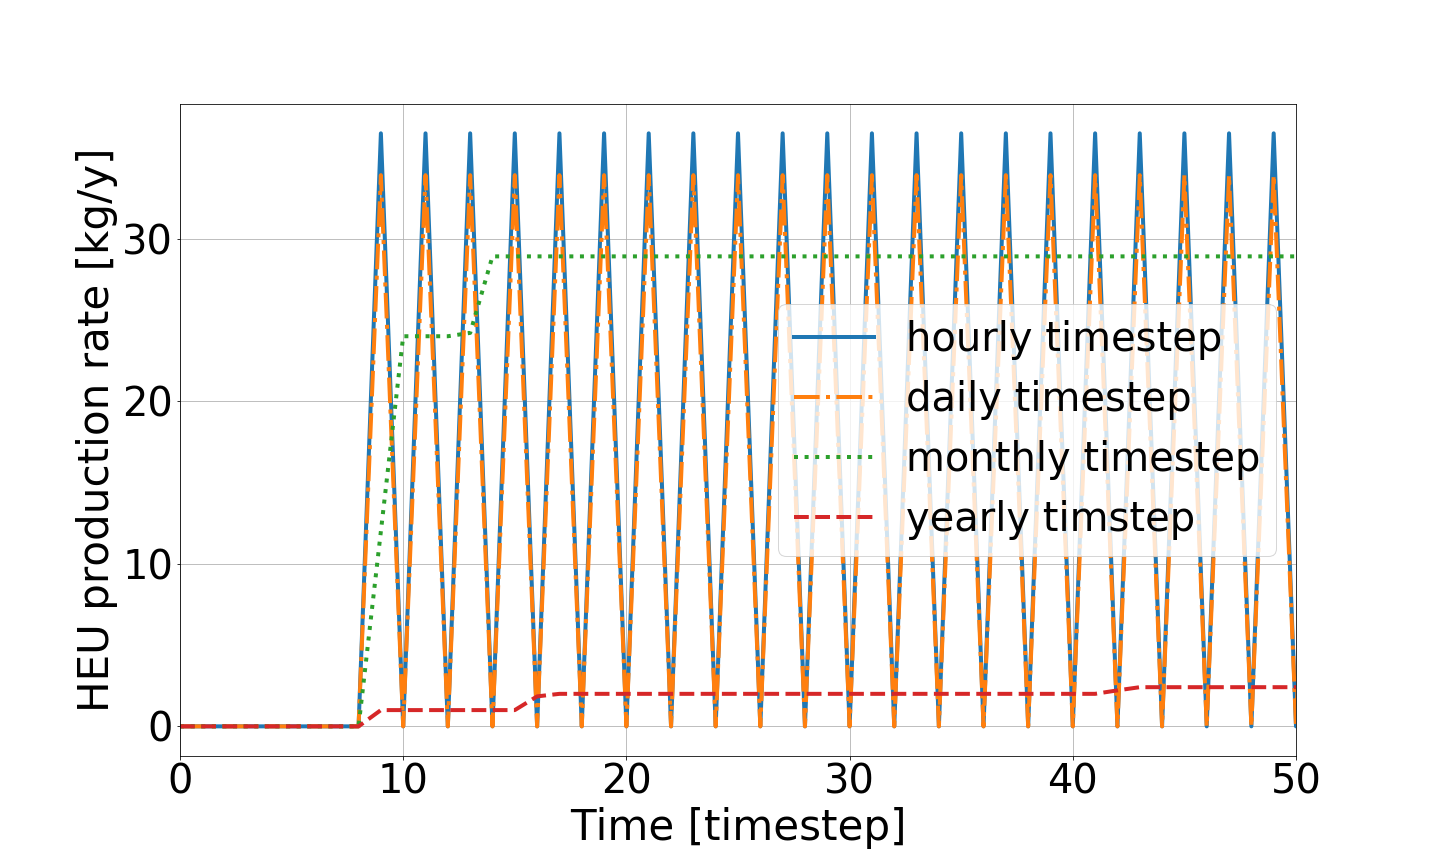 HEU production rate [kg/y]
30
20
10
0
hourly timestep
daily timestep
monthly timestep
yearly timstep
0 10 20 30 40 50
Time [timestep]